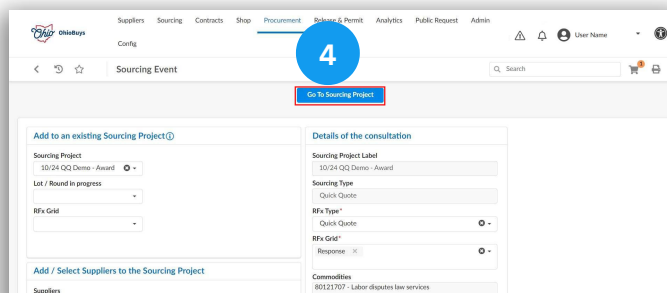 Suppliers Sourcing Contracts Shop Procurement Release & Permit Analytics Public Request Admin
Ohio OhioBuys
User Name
Config
4
Sourcing Event
Search
1
Go To Sourcing Project
Add to an existing Sourcing Project
Details of the consultation
Sourcing Project
Sourcing Project Label
10/24 QQ Demo - Award
10/24 QQ Demo - Award
Lot / Round in progress
Sourcing Type
Quick Quote
RFx Grid
RFx Type*
Quick Quote
RFx Grid*
Response ×
Add / Select Suppliers to the Sourcing Project
Commodities
Suppliers
80121707 - Labor disputes law services